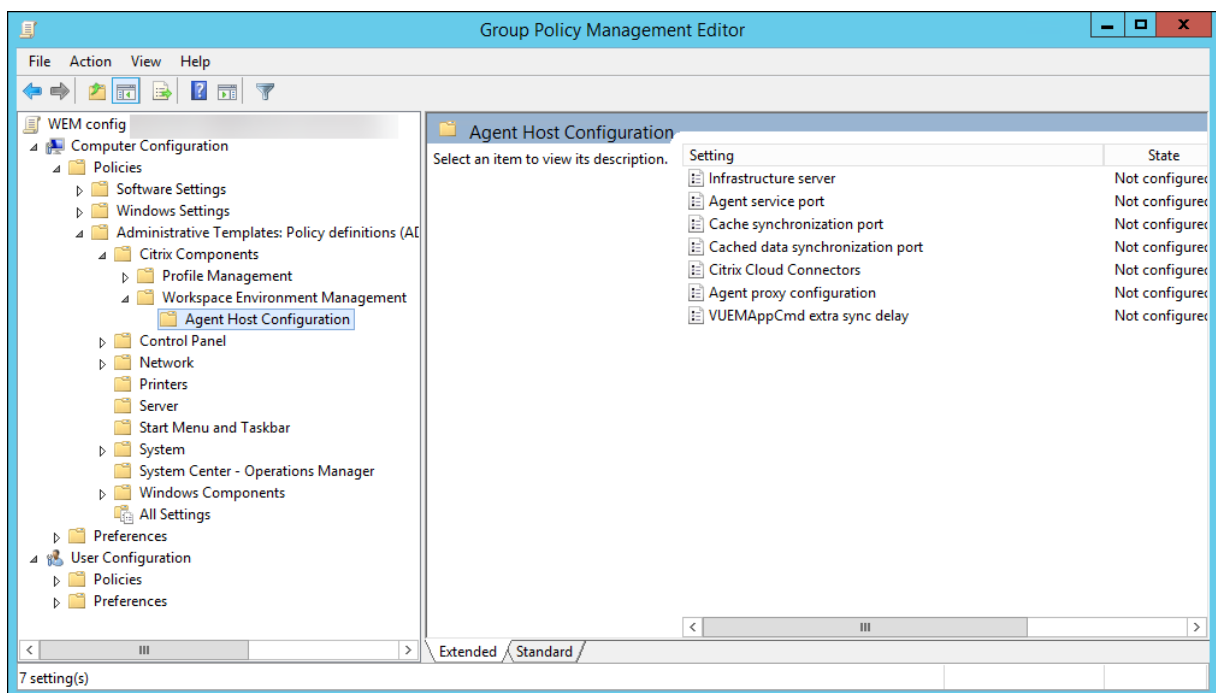 Group Policy Management Editor
File Action View Help
WEM config
Computer Configuration
Policies
Software Settings
Windows Settings
Administrative Templates: Policy definitions (AD
Citrix Components
Profile Management
Workspace Environment Management
Agent Host Configuration
Control Panel
Network
Printers
Server
Start Menu and Taskbar
System
System Center - Operations Manager
Windows Components
All Settings
Preferences
User Configuration
Policies
Preferences
Agent Host Configuration
Select an item to view its description.
Setting State
Infrastructure server Not configured
Agent service port Not configured
Cache synchronization port Not configured
Cached data synchronization port Not configured
Citrix Cloud Connectors Not configured
Agent proxy configuration Not configured
VUEMAppCmd extra sync delay Not configured
Extended Standard
7 setting(s)